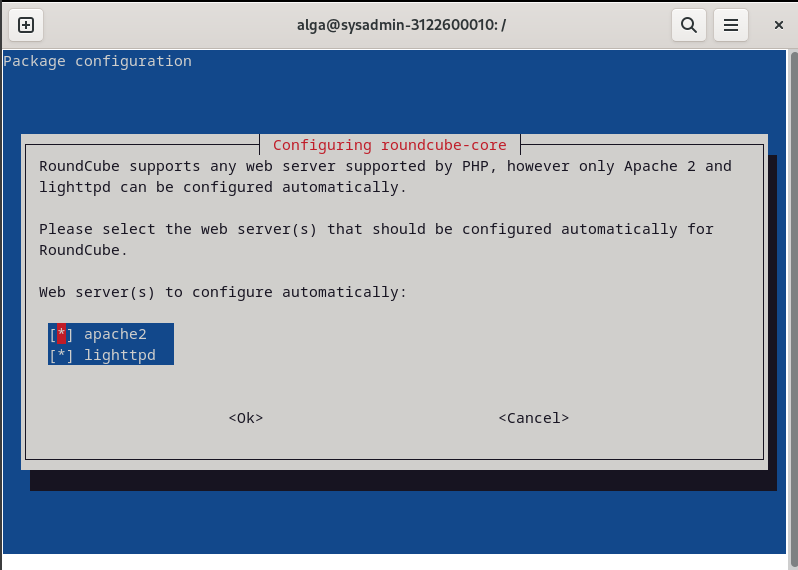 alga@sysadmin-3122600010: /
Package configuration
Configuring roundcube-core
RoundCube supports any web server supported by PHP, however only Apache 2 and
lighttpd can be configured automatically.
Please select the web server(s) that should be configured automatically for
RoundCube.
Web server(s) to configure automatically:
[*] apache2
[*] lighttpd
<Ok> <Cancel>